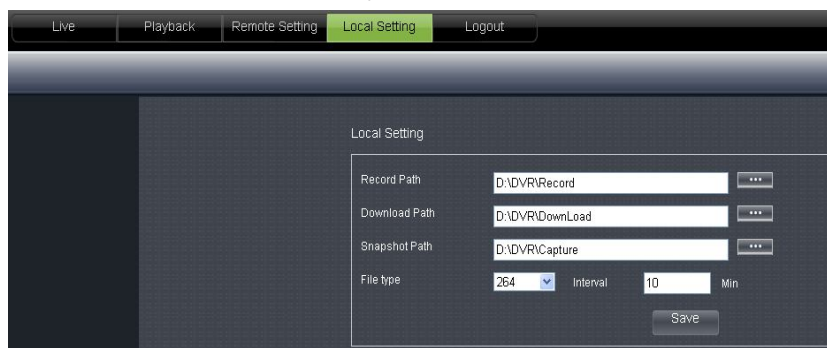 Live Playback Remote Setting Local Setting Logout
Local Setting
Record Path D:\DVR\Record ...
Download Path D:\DVR\DownLoad ...
Snapshot Path D:\DVR\Capture ...
File type 264 Interval 10 Min
Save